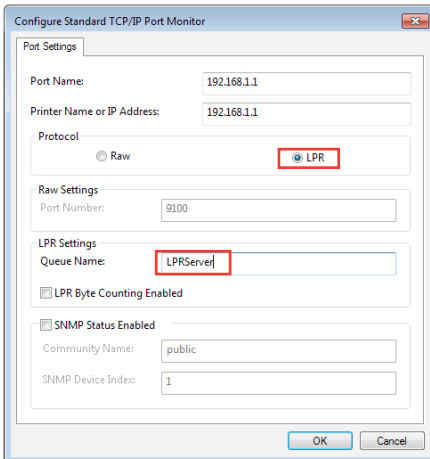 Configure Standard TCP/IP Port Monitor
Port Settings
Port Name: 192.168.1.1
Printer Name or IP Address: 192.168.1.1
Protocol
Raw LPR
Raw Settings
Port Number: 9100
LPR Settings
Queue Name: LPRServer
LPR Byte Counting Enabled
SNMP Status Enabled
Community Name: public
SNMP Device Index: 1
OK Cancel